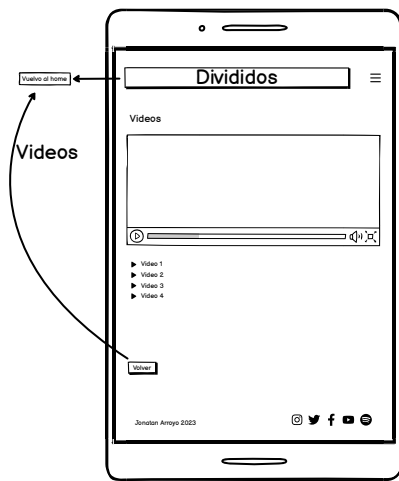 Divididos
Vuelvo al home
Videos
Videos
Video 1
Video 2
Video 3
Video 4
Volver
Jonatan Arroyo 2023